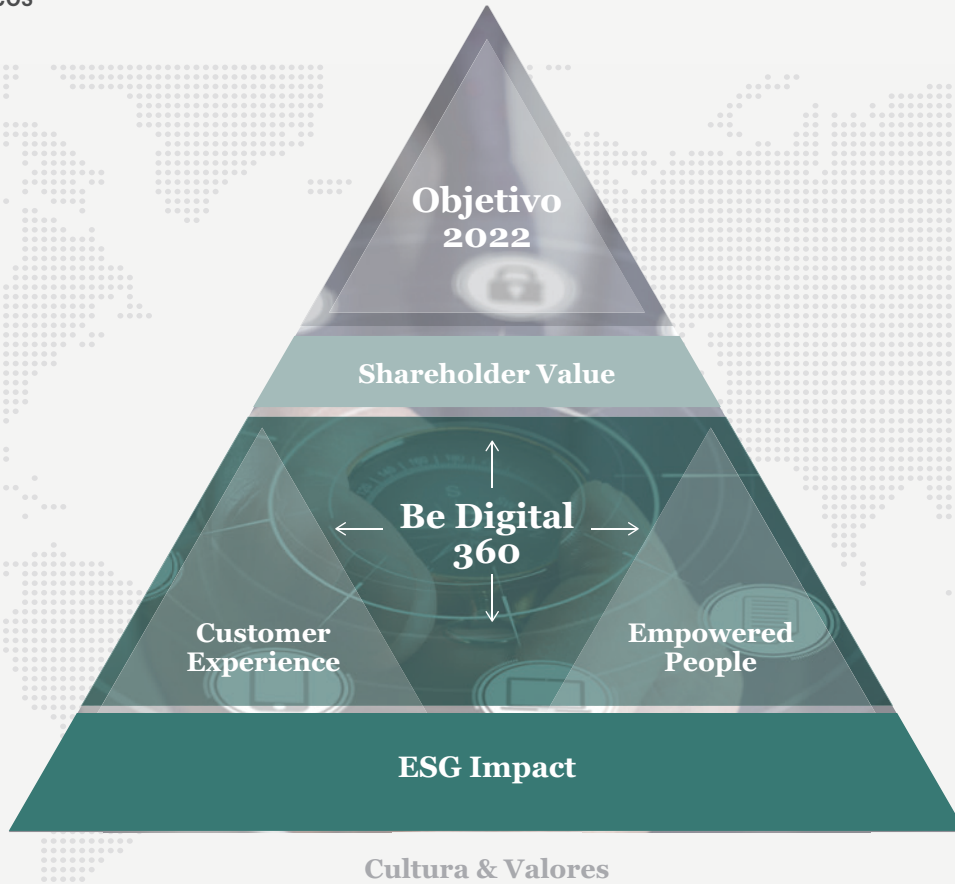 Objetivo
2022
Shareholder Value
Be Digital
360
Customer
Experience
Empowered
People
ESG Impact
Cultura & Valores